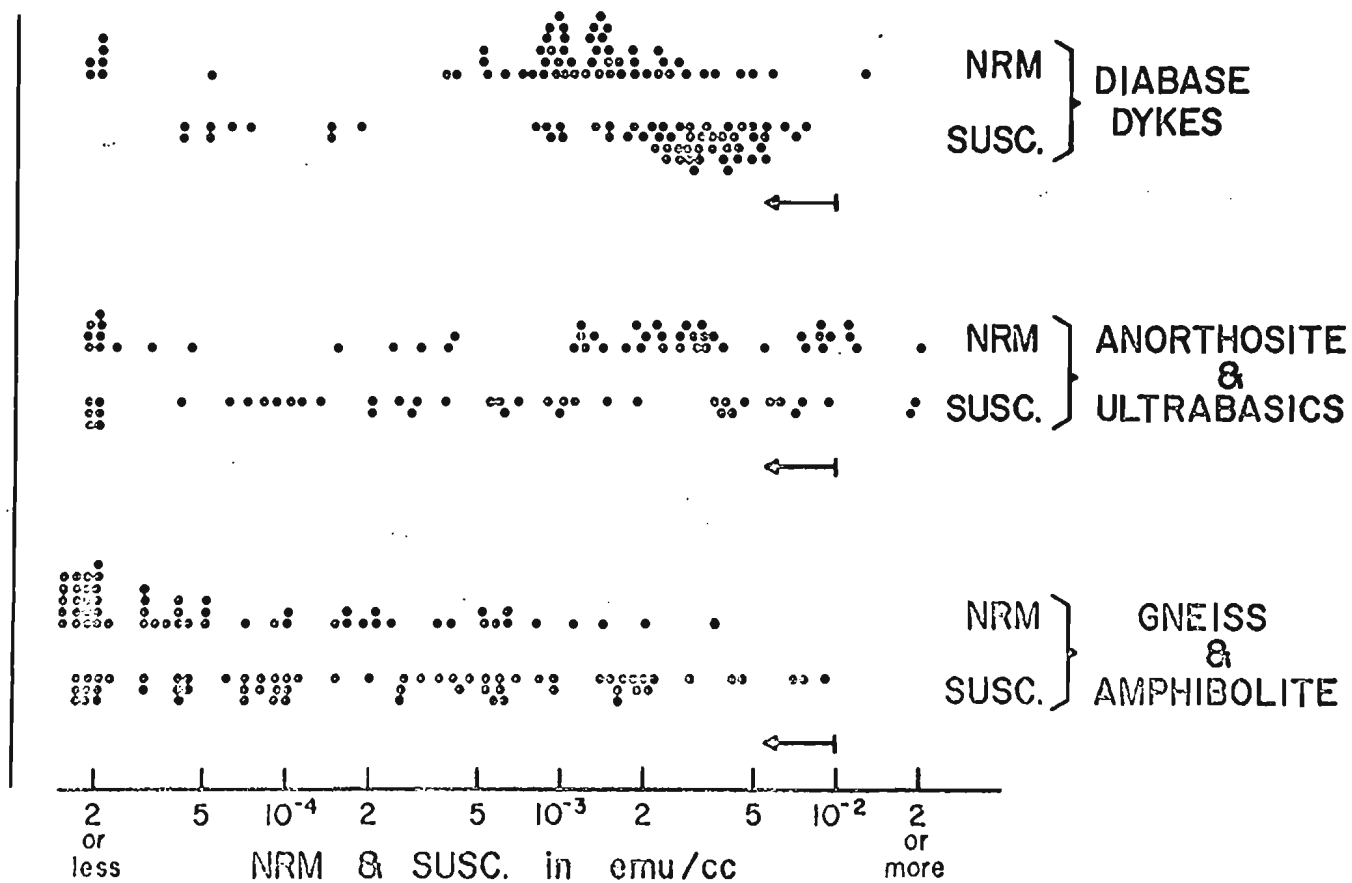 NRM
SUSC.
DIABASE
DYKES
NRM
SUSC.
ANORTHOSITE
&
ULTRABASICS
NRM
SUSC.
GNEISS
&
AMPHIBOLITE
2 5 10⁻⁴ 2 5 10⁻³ 2 5 10⁻² 2
or less
or more
NRM & SUSC. in emu/cc